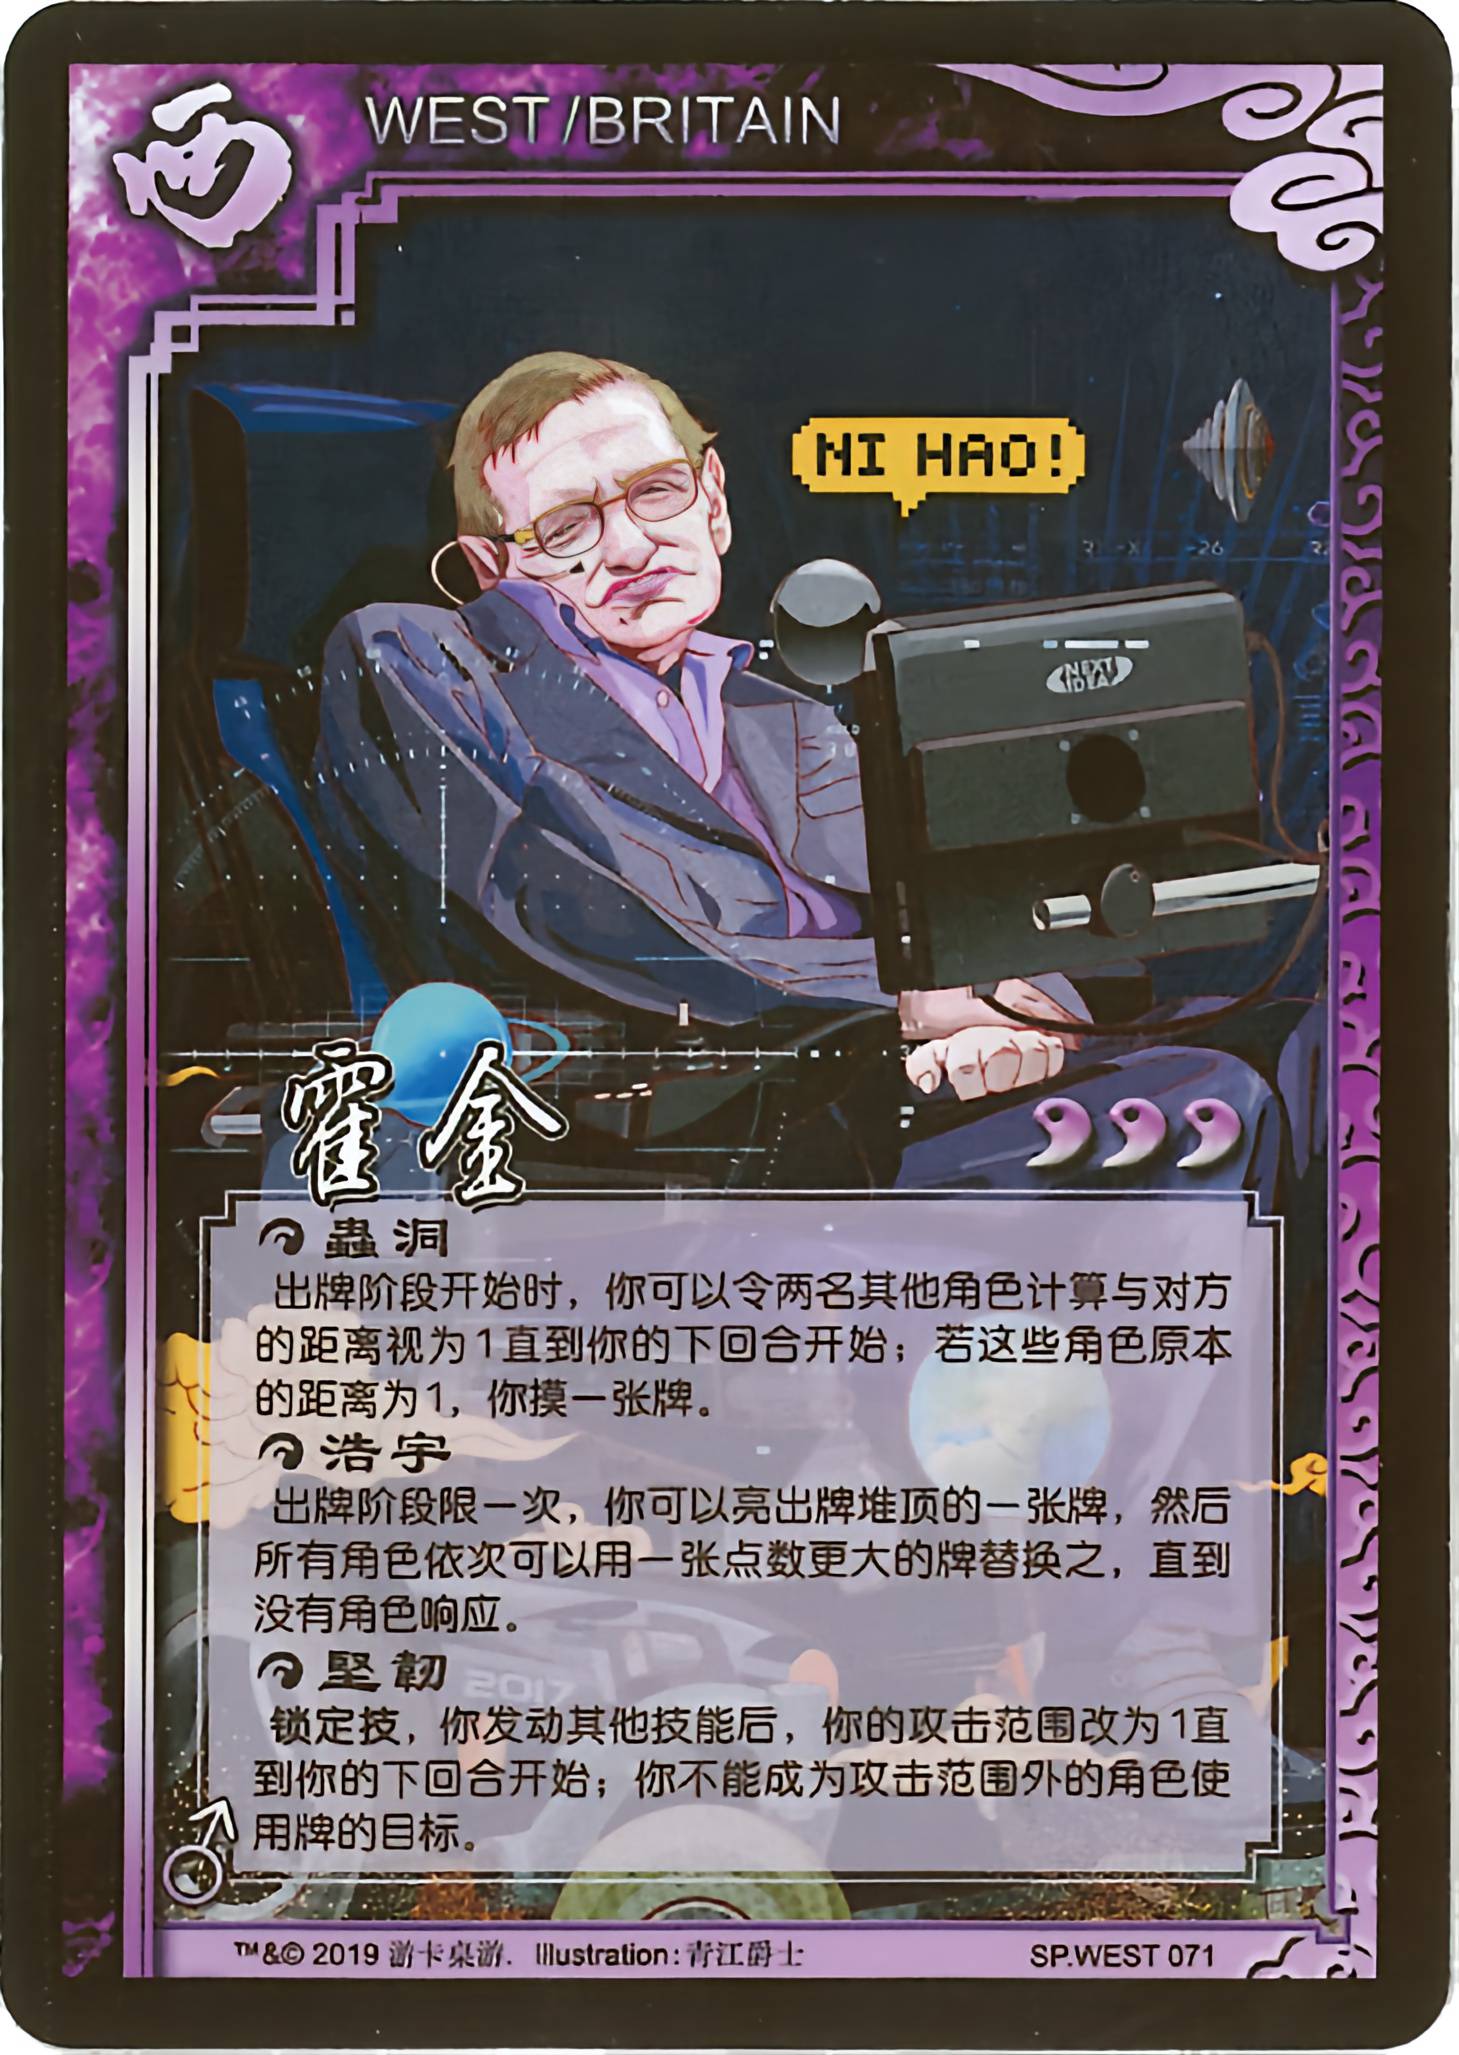 西
WEST /BRITAIN
NI HAO!
-26
NEXT
IDEA
霍金
蟲洞
出牌阶段开始时，你可以令两名其他角色计算与对方
的距离视为1直到你的下回合开始；若这些角色原本
的距离为1，你摸一张牌。
浩宇
出牌阶段限一次，你可以亮出牌堆顶的一张牌，然后
所有角色依次可以用一张点数更大的牌替换之，直到
没有角色响应。
坚韧
2017
锁定技，你发动其他技能后，你的攻击范围改为1直
到你的下回合开始；你不能成为攻击范围外的角色使
用牌的目标。
™&© 2019 游卡桌游. Illustration:青江爵士
SP.WEST 071